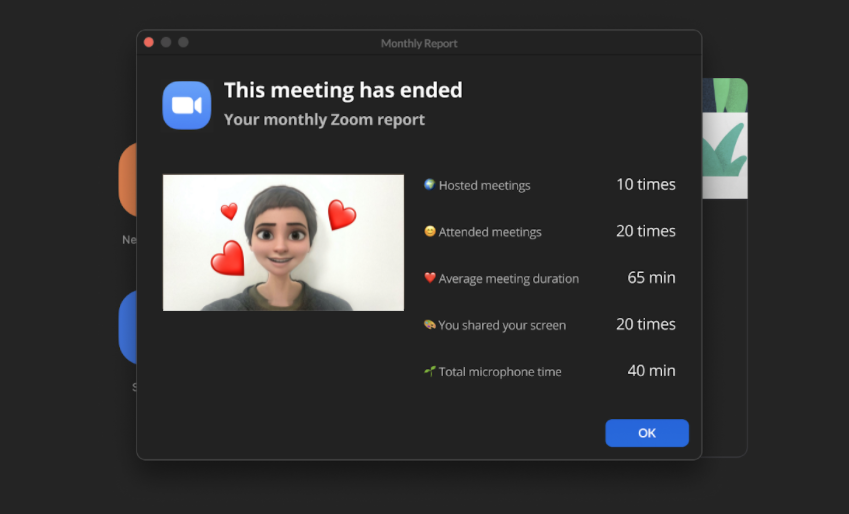 Monthly Report
This meeting has ended
Your monthly Zoom report
Hosted meetings 10 times
Attended meetings 20 times
Average meeting duration 65 min
You shared your screen 20 times
Total microphone time 40 min
OK
Ne
S